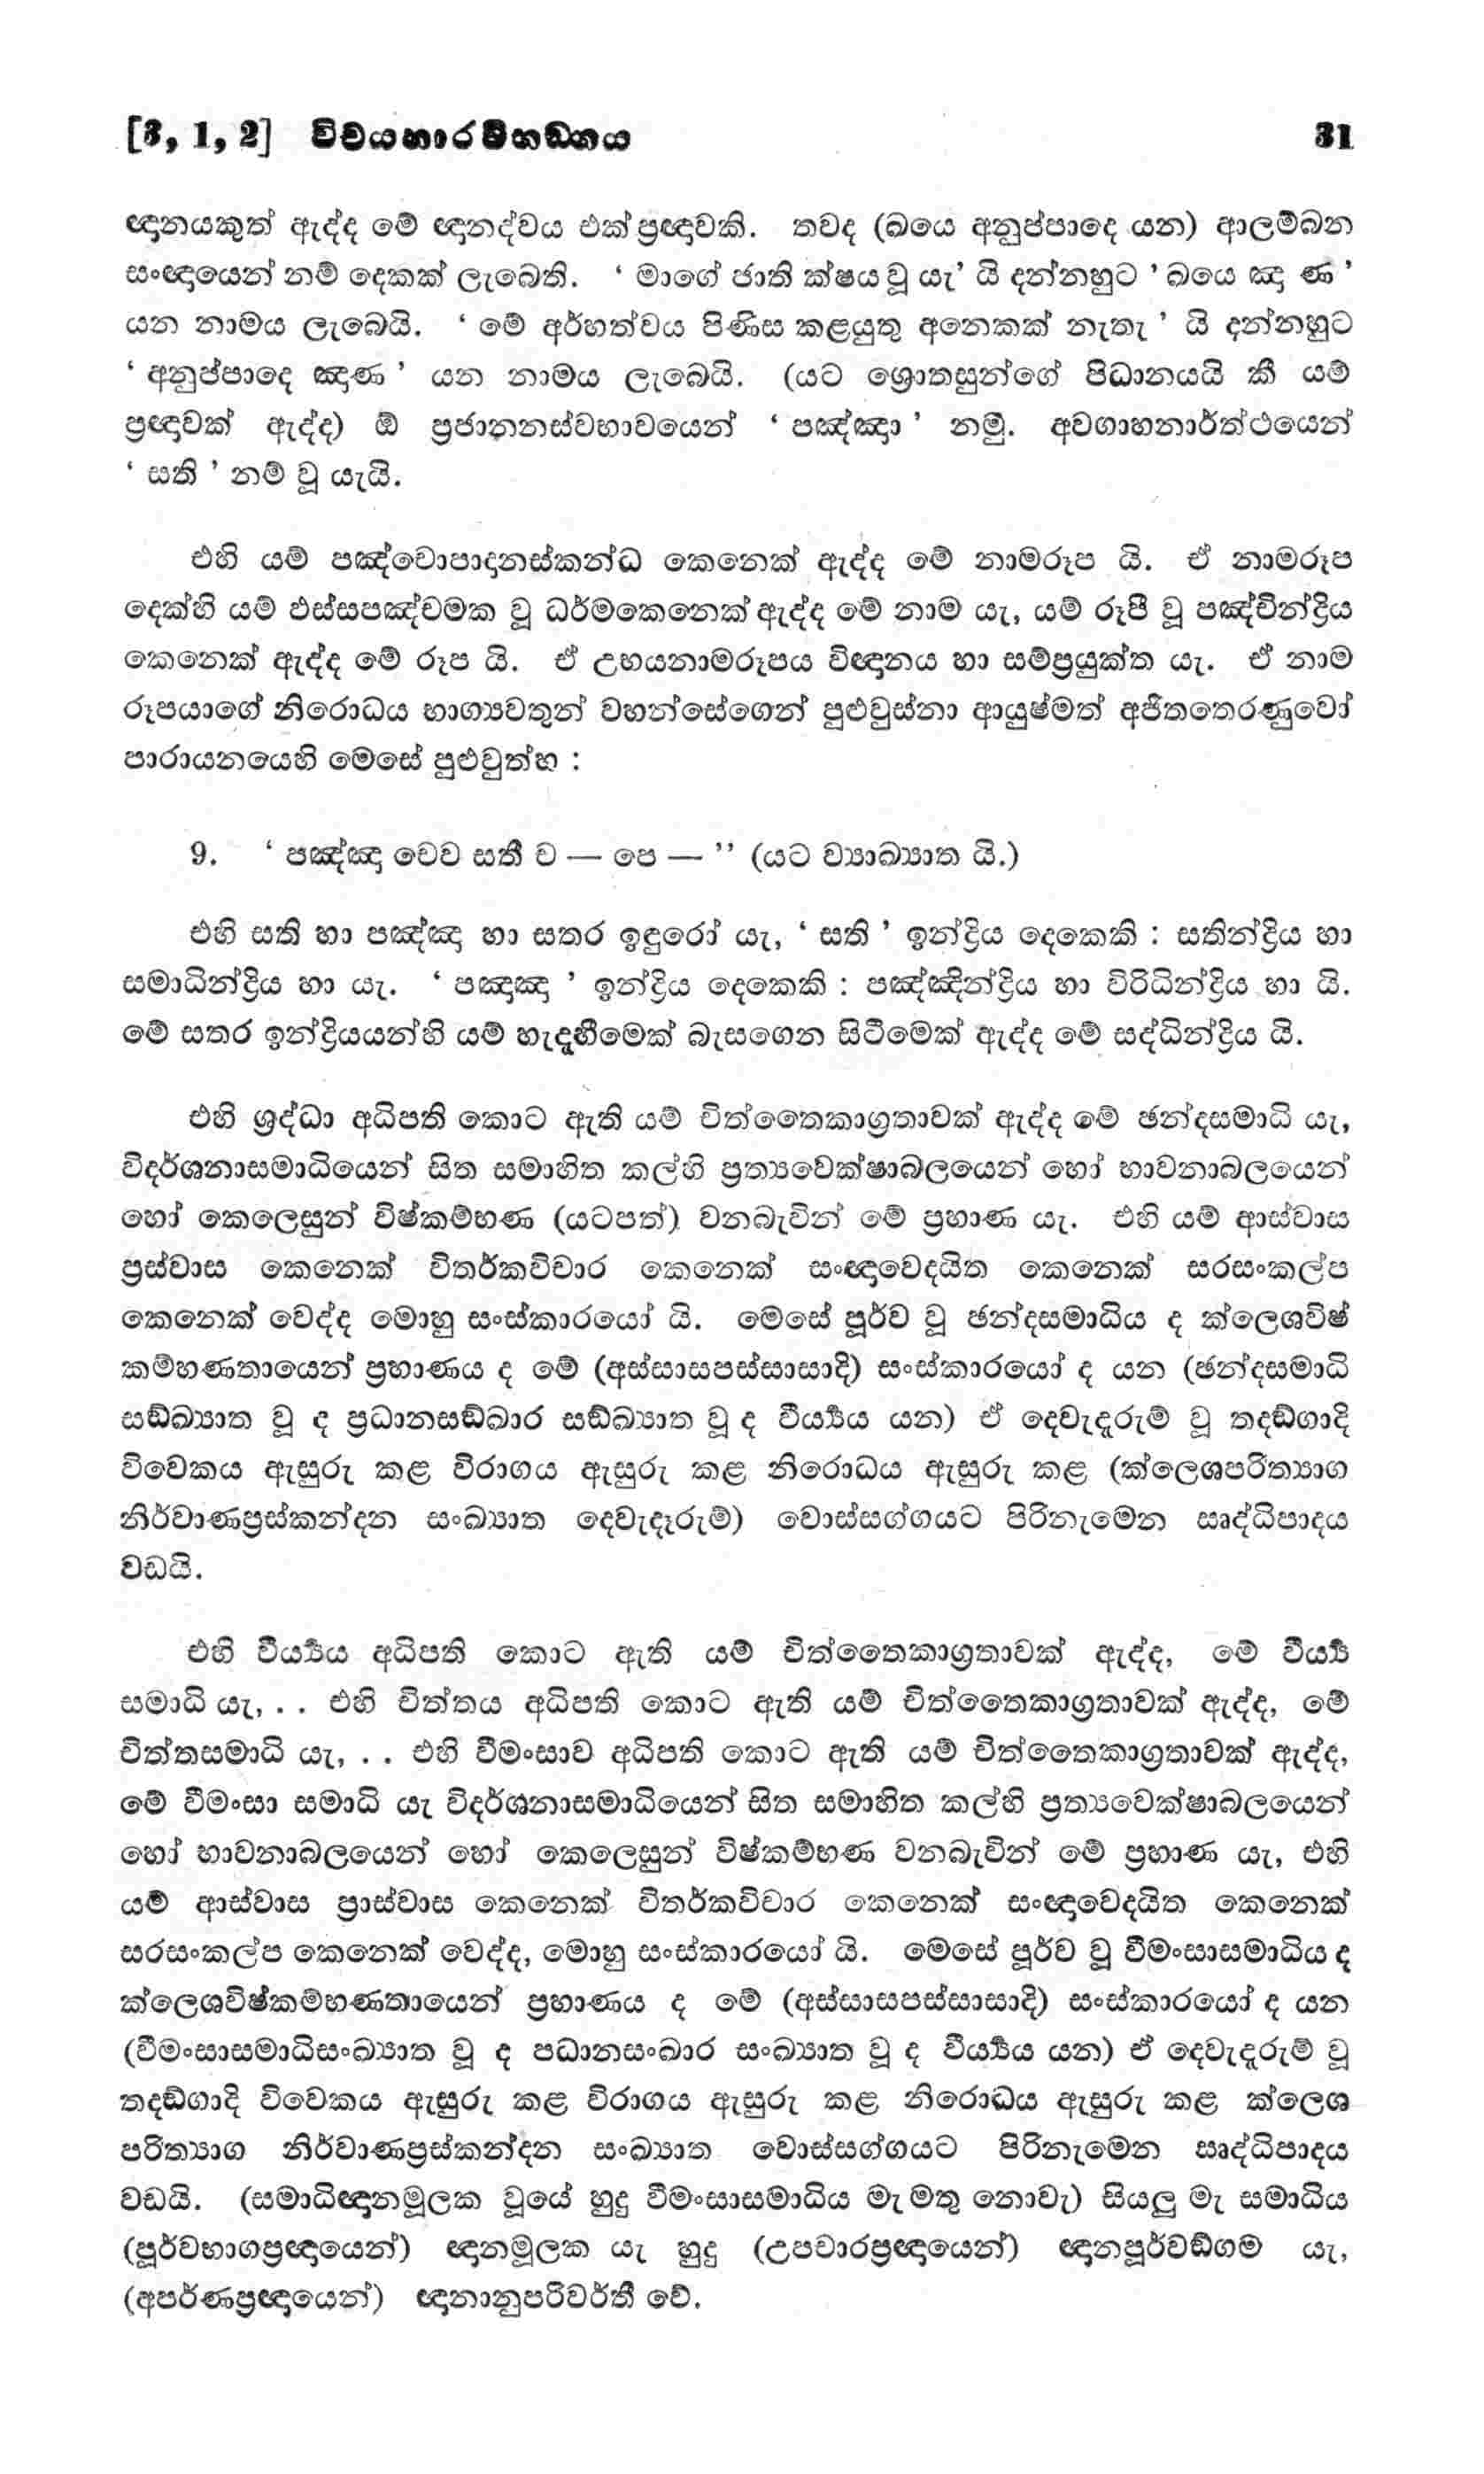 [3, 1, 2] විචයහාරවිභඞ්ගය 31
ඥානයකුත් ඇද්ද මේ ඥානද්වය එක් ප්‍රඥාවකි. තවද (ඛයෙ අනුප්පාදෙ යන) ආලම්බන
සංඥායෙන් නම් දෙකක් ලැබෙති. ‘ මාගේ ජාති ක්ෂය වූ යැ’ යි දන්නහුට ’ ඛයෙ ඤා ණ ’
යන නාමය ලැබෙයි. ‘ මේ අර්හත්වය පිණිස කළයුතු අනෙකක් නැතැ ’ යි දන්නහුට
‘ අනුප්පාදෙ ඤාණ ’ යන නාමය ලැබෙයි. (යට ශ්‍රොතසුන්ගේ පිධානයයි කී යම්
ප්‍රඥාවක් ඇද්ද) ඕ ප්‍රජානනස්වභාවයෙන් ‘ පඤ්ඤා ’ නමු. අවගාහනාර්ත්ථයෙන්
‘ සති ’ නම් වූ යැයි.
එහි යම් පඤ්චොපාදානස්කන්ධ කෙනෙක් ඇද්ද මේ නාමරූප යි. ඒ නාමරූප
දෙක්හි යම් ඵස්සපඤ්චමක වූ ධර්මකෙනෙක් ඇද්ද මේ නාම යැ, යම් රූපී වූ පඤ්චින්ද්‍රිය
කෙනෙක් ඇද්ද මේ රූප යි. ඒ උභයනාමරූපය විඥානය හා සම්ප්‍රයුක්ත යැ. ඒ නාම
රූපයාගේ නිරොධය භාග්‍යවතුන් වහන්සේගෙන් පුළුවුස්නා ආයුෂ්මත් අජිතතෙරණුවෝ
පාරායනයෙහි මෙසේ පුළුවුත්හ :
9. ‘ පඤ්ඤා චෙව සතී ච — පෙ — ’’ (යට ව්‍යාඛ්‍යාත යි.)
එහි සති හා පඤ්ඤා හා සතර ඉඳුරෝ යැ, ‘ සති ’ ඉන්ද්‍රිය දෙකෙකි : සතින්ද්‍රිය හා
සමාධින්ද්‍රිය හා යැ. ‘ පඤාඤා ’ ඉන්ද්‍රිය දෙකෙකි : පඤ්ඤින්ද්‍රිය හා විරිධින්ද්‍රිය හා යි.
මේ සතර ඉන්ද්‍රියයන්හි යම් හැදැහීමෙක් බැසගෙන සිටීමෙක් ඇද්ද මේ සද්ධින්ද්‍රිය යි.
එහි ශ්‍රද්ධා අධිපති කොට ඇති යම් චිත්තෛකාග්‍රතාවක් ඇද්ද මේ ඡන්දසමාධි යැ,
විදර්ශනාසමාධියෙන් සිත සමාහිත කල්හි ප්‍රත්‍යවෙක්ෂාබලයෙන් හෝ භාවනාබලයෙන්
හෝ කෙලෙසුන් විෂ්කම්භණ (යටපත්) වනබැවින් මේ ප්‍රහාණ යැ. එහි යම් ආස්වාස
ප්‍රස්වාස කෙනෙක් විතර්කවිචාර කෙනෙක් සංඥාවෙදයිත කෙනෙක් සරසංකල්ප
කෙනෙක් වෙද්ද මොහු සංස්කාරයෝ යි. මෙසේ පූර්ව වූ ඡන්දසමාධිය ද ක්ලෙශවිෂ්
කම්හණතායෙන් ප්‍රහාණය ද මේ (අස්සාසපස්සාසාදි) සංස්කාරයෝ ද යන (ඡන්දසමාධි
සඞ්ඛ්‍යාත වූ ද ප්‍රධානසඞ්ඛාර සඞ්ඛ්‍යාත වූ ද වීර්‍ය්‍යය යන) ඒ දෙවැදෑරුම් වූ තදඞ්ගාදි
විවෙකය ඇසුරු කළ විරාගය ඇසුරු කළ නිරොධය ඇසුරු කළ (ක්ලෙශපරිත්‍යාග
නිර්වාණප්‍රස්කන්දන සංඛ්‍යාත දෙවැදෑරුම්) වොස්සග්ගයට පිරිනැමෙන සෘද්ධිපාදය
වඩයි.
එහි වීර්‍ය්‍යය අධිපති කොට ඇති යම් චිත්තෛකාග්‍රතාවක් ඇද්ද, මේ වීර්‍ය්‍ය
සමාධි යැ, . . එහි චිත්තය අධිපති කොට ඇති යම් චිත්තෛකාග්‍රතාවක් ඇද්ද, මේ
චිත්තසමාධි යැ, . . එහි වීමංසාව අධිපති කොට ඇති යම් චිත්තෛකාග්‍රතාවක් ඇද්ද,
මේ වීමංසා සමාධි යැ විදර්ශනාසමාධියෙන් සිත සමාහිත කල්හි ප්‍රත්‍යවෙක්ෂාබලයෙන්
හෝ භාවනාබලයෙන් හෝ කෙලෙසුන් විෂ්කම්භණ වනබැවින් මේ ප්‍රහාණ යැ, එහි
යම් ආස්වාස ප්‍රාස්වාස කෙනෙක් විතර්කවිචාර කෙනෙක් සංඥාවෙදයිත කෙනෙක්
සරසංකල්ප කෙනෙක් වෙද්ද, මොහු සංස්කාරයෝ යි. මෙසේ පූර්ව වූ වීමංසාසමාධිය ද
ක්ලෙශවිෂ්කම්භණතායෙන් ප්‍රහාණය ද මේ (අස්සාසපස්සාසාදි) සංස්කාරයෝ ද යන
(වීමංසාසමාධිසංඛ්‍යාත වූ ද පධානසංඛාර සංඛ්‍යාත වූ ද වීර්‍ය්‍යය යන) ඒ දෙවැදෑරුම් වූ
තදඞ්ගාදි විවෙකය ඇසුරු කළ විරාගය ඇසුරු කළ නිරොධය ඇසුරු කළ ක්ලෙශ
පරිත්‍යාග නිර්වාණප්‍රස්කන්දන සංඛ්‍යාත වොස්සග්ගයට පිරිනැමෙන සෘද්ධිපාදය
වඩයි. (සමාධිඥානමූලක වූයේ හුදු වීමංසාසමාධිය මැ මතු නොවැ) සියලු මැ සමාධිය
(පූර්වභාගප්‍රඥායෙන්) ඥානමූලක යැ හුදු (උපචාරප්‍රඥායෙන්) ඥානපූර්වඞ්ගම යැ,
(අපර්ණප්‍රඥායෙන්) ඥානානුපරිවර්තී වේ.